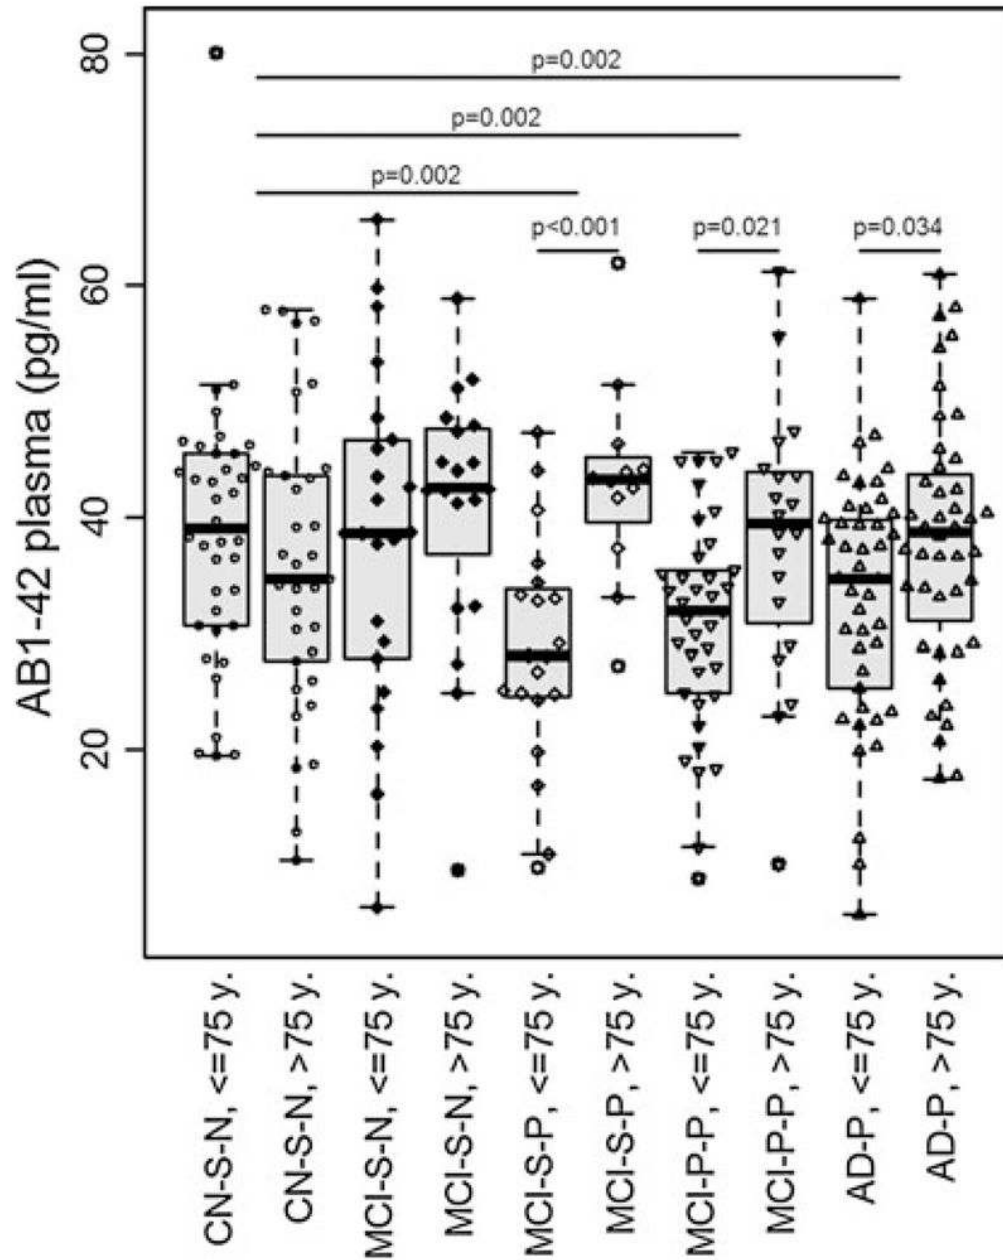 80
60
40
20
AB1-42 plasma (pg/ml)
p=0.002
p=0.002
p=0.002
p<0.001
p=0.021
p=0.034
CN-S-N, <=75 y.
CN-S-N, >75 y.
MCI-S-N, <=75 y.
MCI-S-N, >75 y.
MCI-S-P, <=75 y.
MCI-S-P, >75 y.
MCI-P-P, <=75 y.
MCI-P-P, >75 y.
AD-P, <=75 y.
AD-P, >75 y.